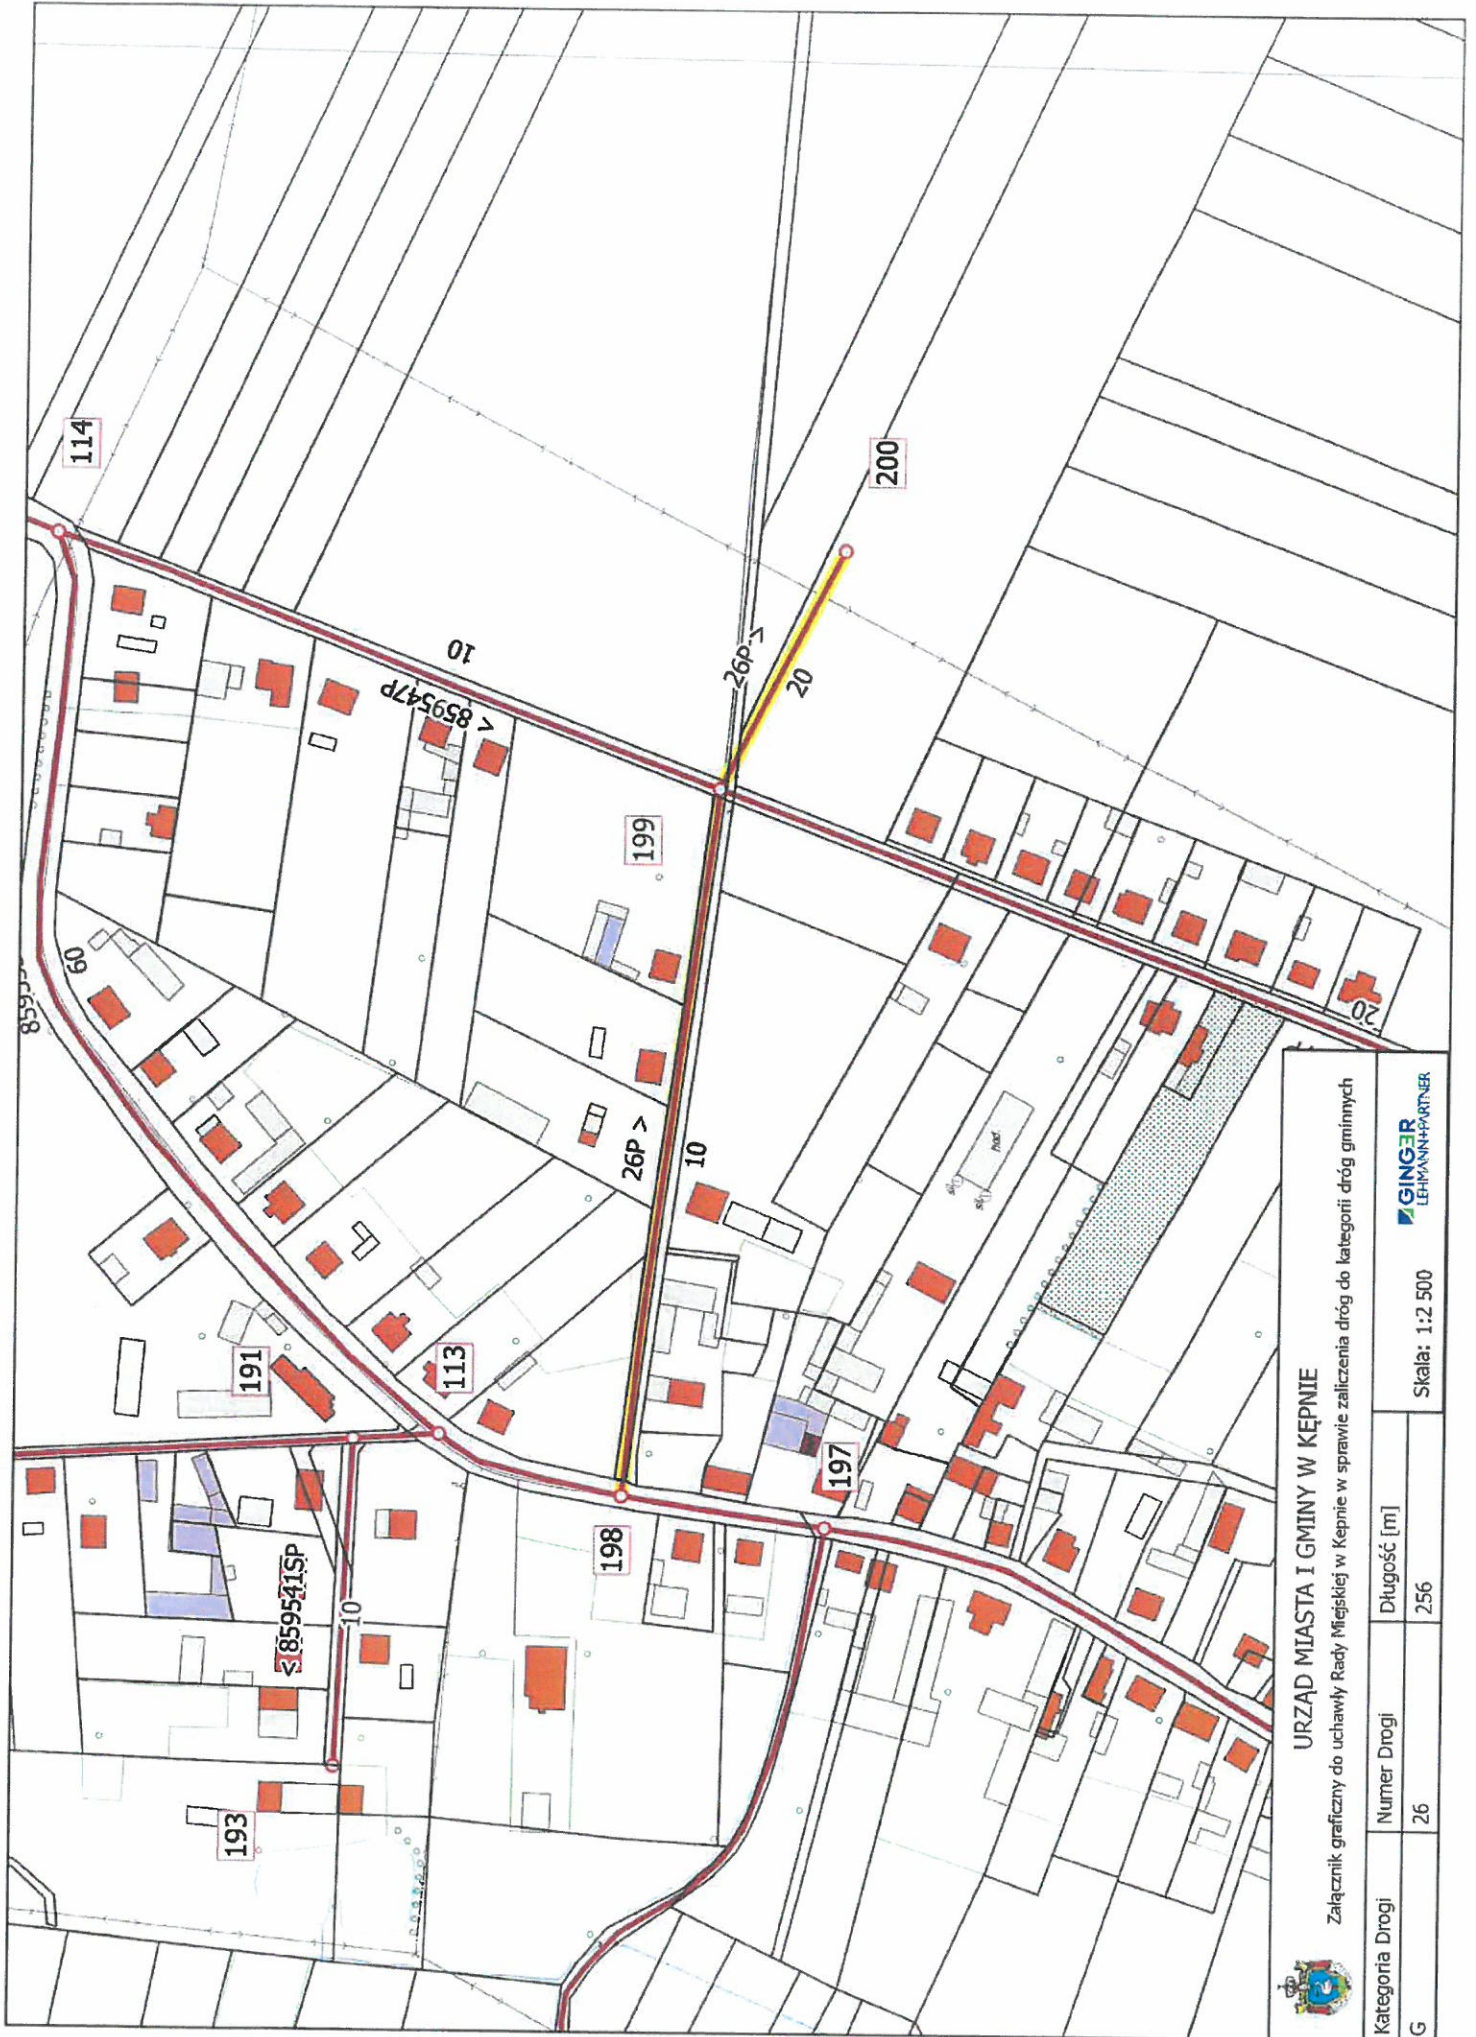 114
200
10
< 859547P
26P >
20
199
60
26P >
10
191
113
< 859541SP
10
198
197
193
20
URZĄD MIASTA I GMINY W KĘPNIE
Załącznik graficzny do uchawły Rady Miejskiej w Kępnie w sprawie zaliczenia dróg do kategorii dróg gminnych
Kategoria Drogi
Numer Drogi
Długość [m]
G
26
256
Skala: 1:2 500
GINGER
LEHMANN+PARTNER